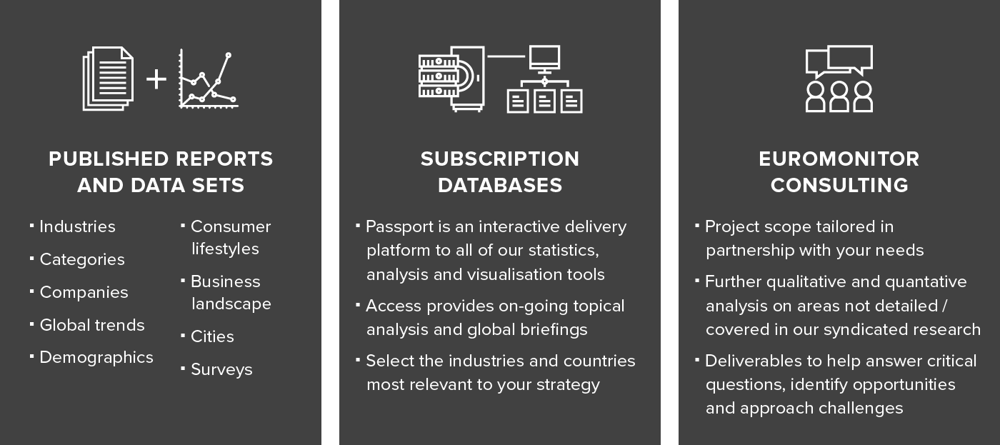 PUBLISHED REPORTS
AND DATA SETS
▪ Industries
▪ Categories
▪ Companies
▪ Global trends
▪ Demographics
▪ Consumer
lifestyles
▪ Business
landscape
▪ Cities
▪ Surveys
SUBSCRIPTION
DATABASES
▪ Passport is an interactive delivery
platform to all of our statistics,
analysis and visualisation tools
▪ Access provides on-going topical
analysis and global briefings
▪ Select the industries and countries
most relevant to your strategy
EUROMONITOR
CONSULTING
▪ Project scope tailored in
partnership with your needs
▪ Further qualitative and quantative
analysis on areas not detailed /
covered in our syndicated research
▪ Deliverables to help answer critical
questions, identify opportunities
and approach challenges